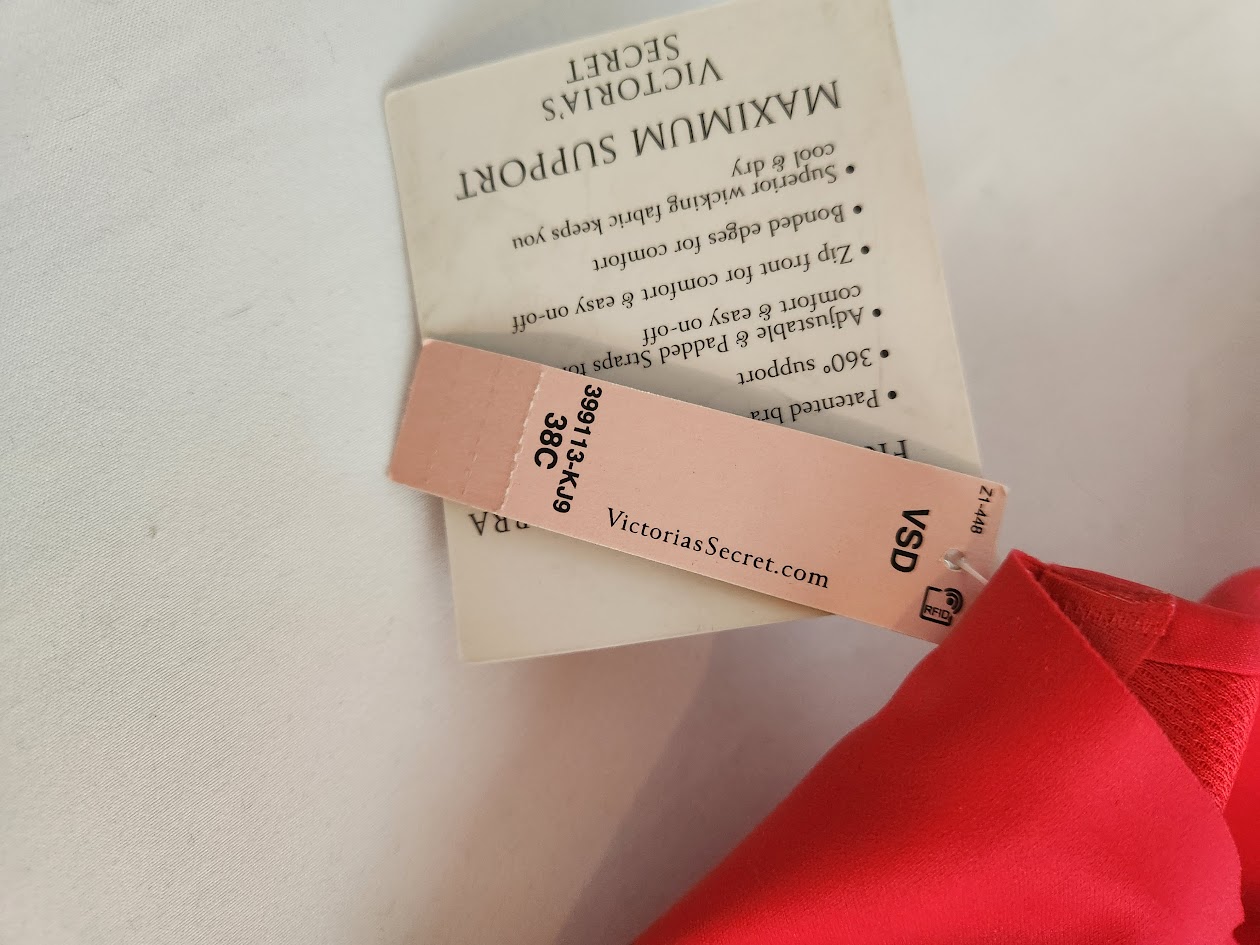 VICTORIA'S
SECRET
MAXIMUM SUPPORT
• Superior wicking fabric keeps you
cool & dry
• Bonded edges for comfort
• Zip front for comfort & easy on-off
• Adjustable & Padded Straps for
comfort & easy on-off
• 360° support
• Patented
399113-KJ9
38C
VictoriasSecret.com
VSD
Z1-448
RFID